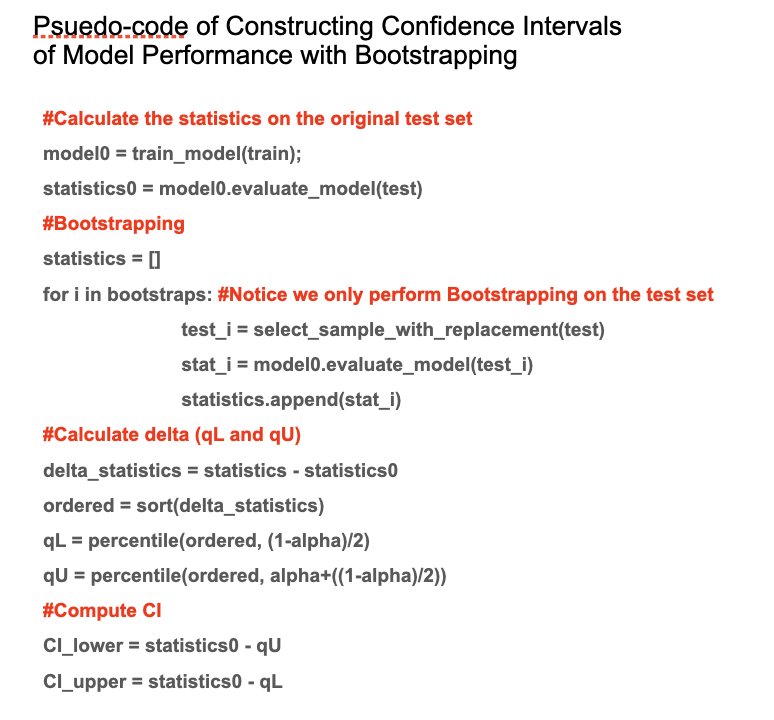 Psuedo-code of Constructing Confidence Intervals
of Model Performance with Bootstrapping
#Calculate the statistics on the original test set
model0 = train_model(train);
statistics0 = model0.evaluate_model(test)
#Bootstrapping
statistics = []
for i in bootstraps: #Notice we only perform Bootstrapping on the test set
test_i = select_sample_with_replacement(test)
stat_i = model0.evaluate_model(test_i)
statistics.append(stat_i)
#Calculate delta (qL and qU)
delta_statistics = statistics - statistics0
ordered = sort(delta_statistics)
qL = percentile(ordered, (1-alpha)/2)
qU = percentile(ordered, alpha+((1-alpha)/2))
#Compute CI
CI_lower = statistics0 - qU
CI_upper = statistics0 - qL